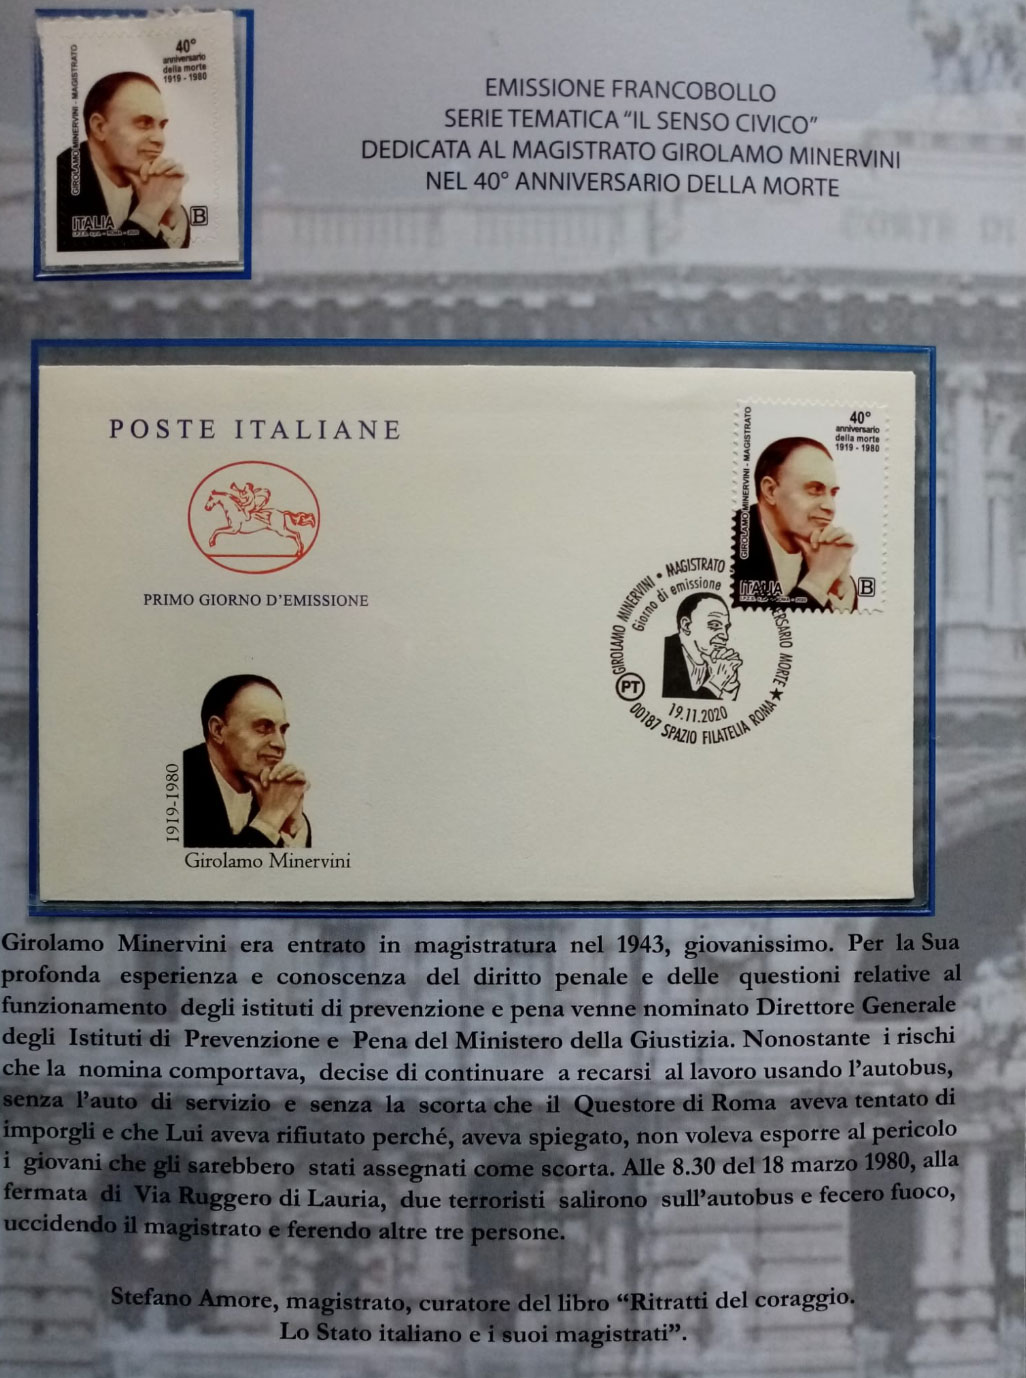 40°
anniversario
della morte
1919 - 1980
GIROLAMO MINERVINI - MAGISTRATO
ITALIA
I.P.Z.S. S.p.A. - ROMA - 2020
B
EMISSIONE FRANCOBOLLO
SERIE TEMATICA “IL SENSO CIVICO”
DEDICATA AL MAGISTRATO GIROLAMO MINERVINI
NEL 40° ANNIVERSARIO DELLA MORTE
CORTE DI
POSTE ITALIANE
PRIMO GIORNO D’EMISSIONE
1919-1980
Girolamo Minervini
40°
anniversario
della morte
1919 - 1980
GIROLAMO MINERVINI - MAGISTRATO
ITALIA
B
GIROLAMO MINERVINI • MAGISTRATO
Giorno di emissione
MORTE ★
PT
19.11.2020
00187 SPAZIO FILATELIA ROMA
Girolamo Minervini era entrato in magistratura nel 1943, giovanissimo. Per la Sua
profonda esperienza e conoscenza del diritto penale e delle questioni relative al
funzionamento degli istituti di prevenzione e pena venne nominato Direttore Generale
degli Istituti di Prevenzione e Pena del Ministero della Giustizia. Nonostante i rischi
che la nomina comportava, decise di continuare a recarsi al lavoro usando l’autobus,
senza l’auto di servizio e senza la scorta che il Questore di Roma aveva tentato di
imporgli e che Lui aveva rifiutato perché, aveva spiegato, non voleva esporre al pericolo
i giovani che gli sarebbero stati assegnati come scorta. Alle 8.30 del 18 marzo 1980, alla
fermata di Via Ruggero di Lauria, due terroristi salirono sull’autobus e fecero fuoco,
uccidendo il magistrato e ferendo altre tre persone.
Stefano Amore, magistrato, curatore del libro “Ritratti del coraggio.
Lo Stato italiano e i suoi magistrati”.